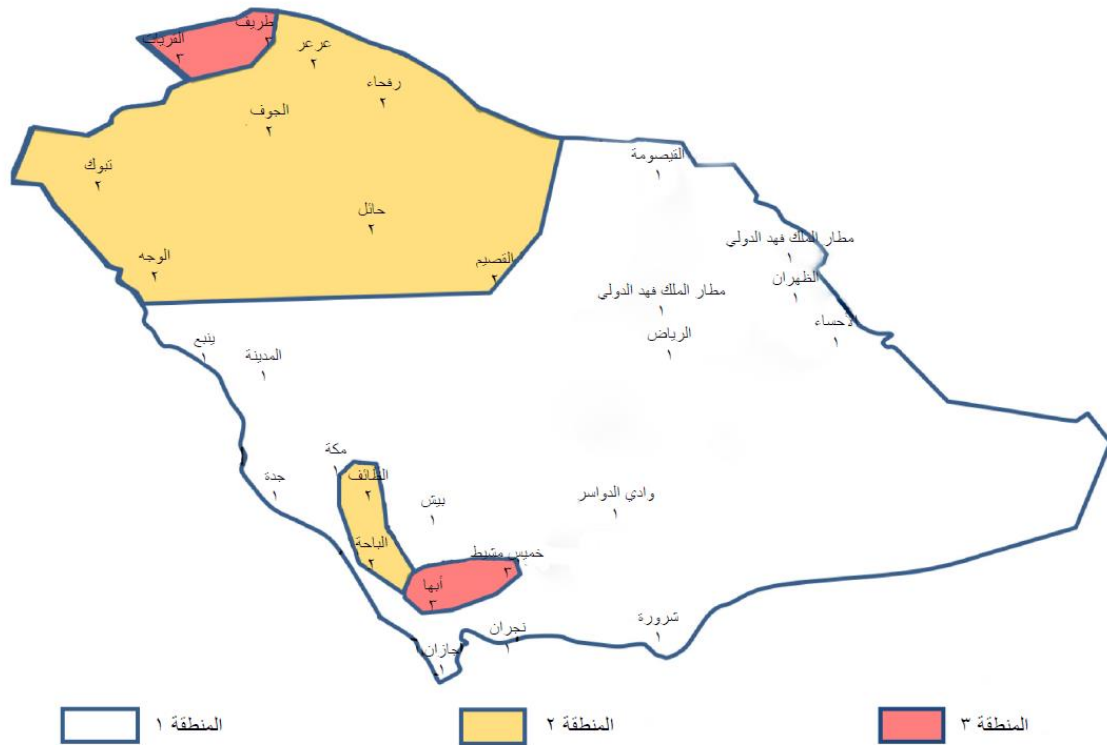 طريف
٣
القريات
٣
عرعر
٢
رفحاء
٢
الجوف
٢
تبوك
٢
حائل
٢
الوجه
٢
القصيم
٢
القيصومة
١
مطار الملك فهد الدولي
١
الظهران
١
مطار الملك فهد الدولي
١
الرياض
١
الأحساء
١
ينبع
١
المدينة
١
مكة
١
الطائف
٢
جدة
١
بيش
١
وادي الدواسر
١
الباحة
٢
خميس مشيط
٣
أبها
٣
نجران
١
شرورة
١
جازان
١
المنطقة ١
المنطقة ٢
المنطقة ٣